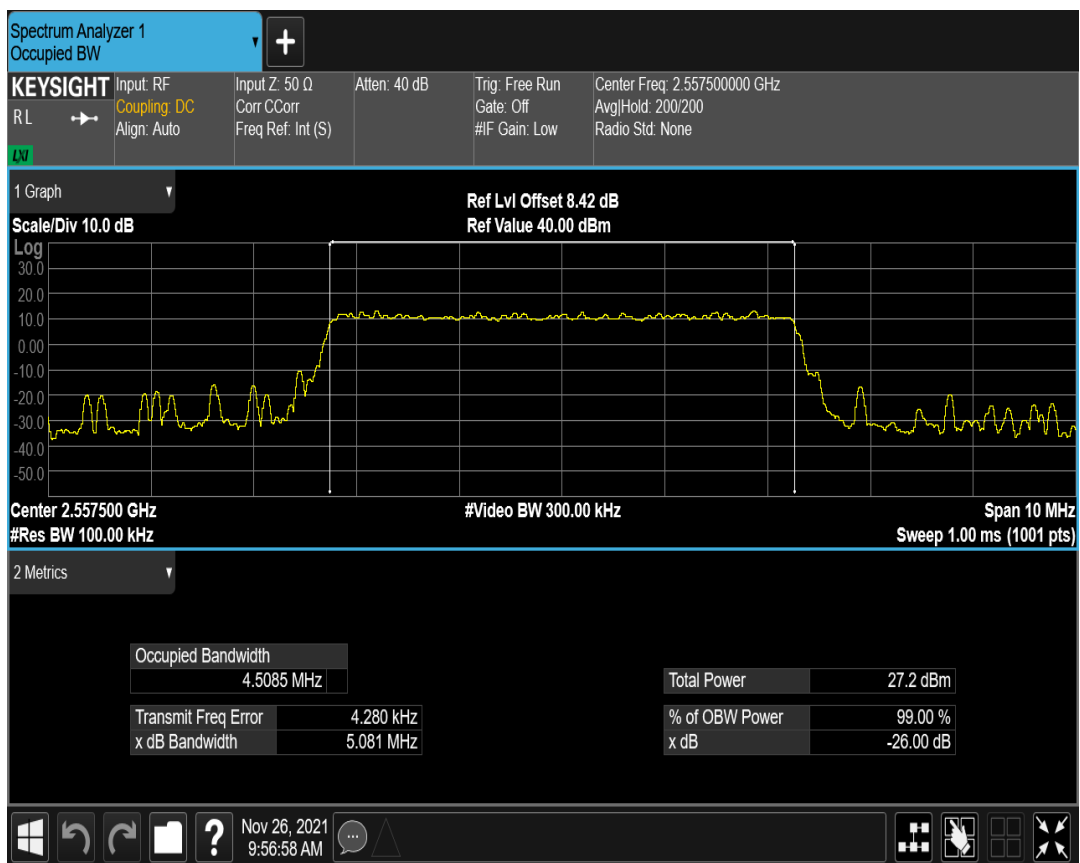 Spectrum Analyzer 1
Occupied BW
+
KEYSIGHT Input: RF Input Z: 50 Ω Atten: 40 dB Trig: Free Run Center Freq: 2.557500000 GHz
RL Coupling: DC Corr CCorr Gate: Off Avg|Hold: 200/200
Align: Auto Freq Ref: Int (S) #IF Gain: Low Radio Std: None
LXI
1 Graph
Ref Lvl Offset 8.42 dB
Scale/Div 10.0 dB Ref Value 40.00 dBm
Log
30.0
20.0
10.0
0.00
-10.0
-20.0
-30.0
-40.0
-50.0
Center 2.557500 GHz #Video BW 300.00 kHz Span 10 MHz
#Res BW 100.00 kHz Sweep 1.00 ms (1001 pts)
2 Metrics
Occupied Bandwidth
4.5085 MHz Total Power 27.2 dBm
Transmit Freq Error 4.280 kHz % of OBW Power 99.00 %
x dB Bandwidth 5.081 MHz x dB -26.00 dB
? Nov 26, 2021
9:56:58 AM